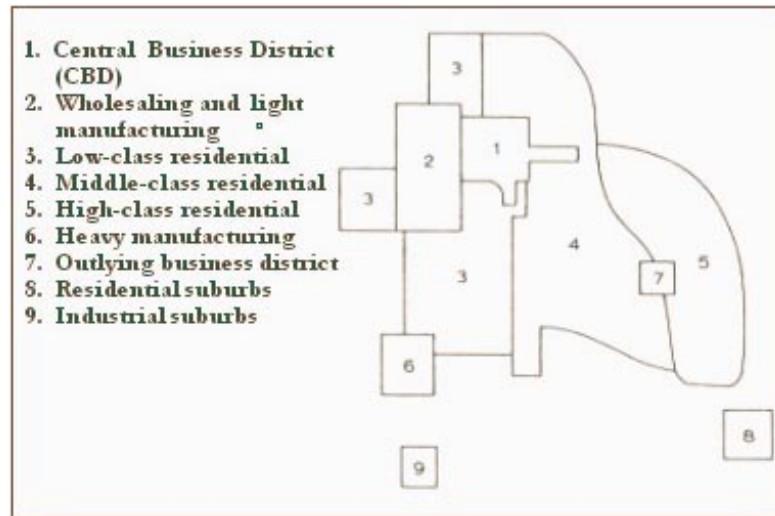 1. Central Business District
(CBD)
2. Wholesaling and light
manufacturing
3. Low-class residential
4. Middle-class residential
5. High-class residential
6. Heavy manufacturing
7. Outlying business district
8. Residential suburbs
9. Industrial suburbs
3
1
2
3
4
5
3
7
6
8
9